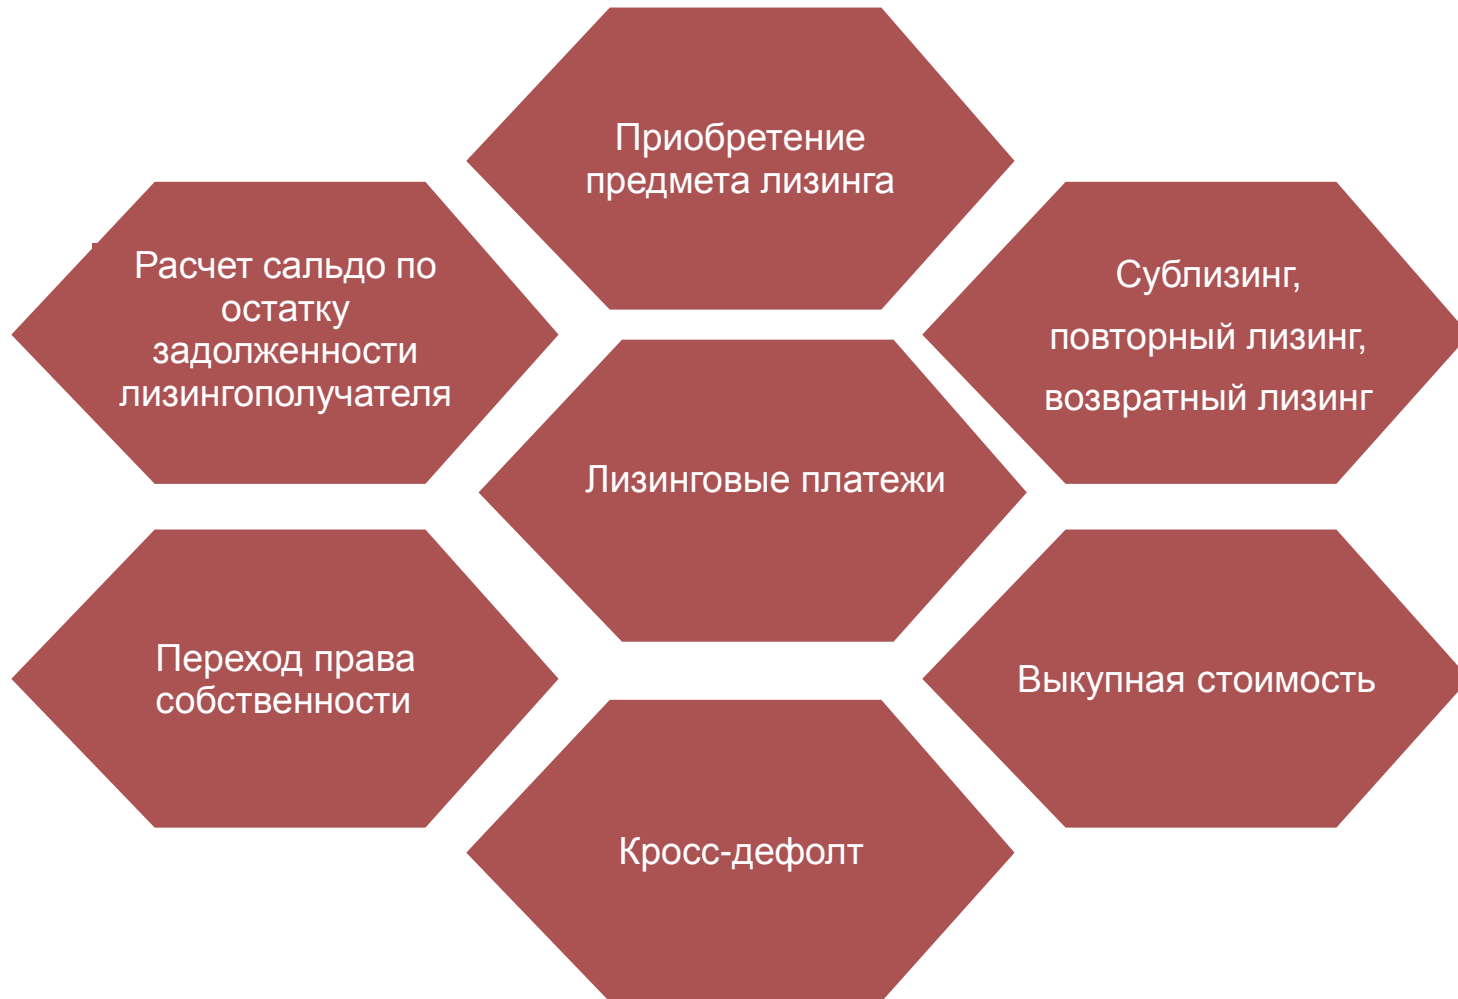 Приобретение
предмета лизинга
Расчет сальдо по
остатку
задолженности
лизингополучателя
Сублизинг,
повторный лизинг,
возвратный лизинг
Лизинговые платежи
Переход права
собственности
Выкупная стоимость
Кросс-дефолт